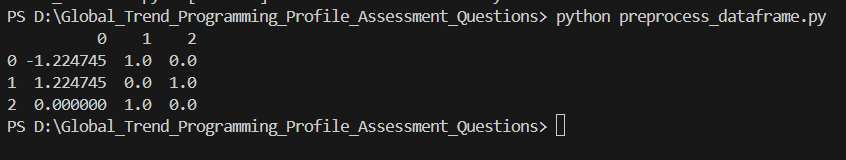 PS D:\Global_Trend_Programming_Profile_Assessment_Questions> python preprocess_dataframe.py
          0    1    2
0 -1.224745  1.0  0.0
1  1.224745  0.0  1.0
2  0.000000  1.0  0.0
PS D:\Global_Trend_Programming_Profile_Assessment_Questions>